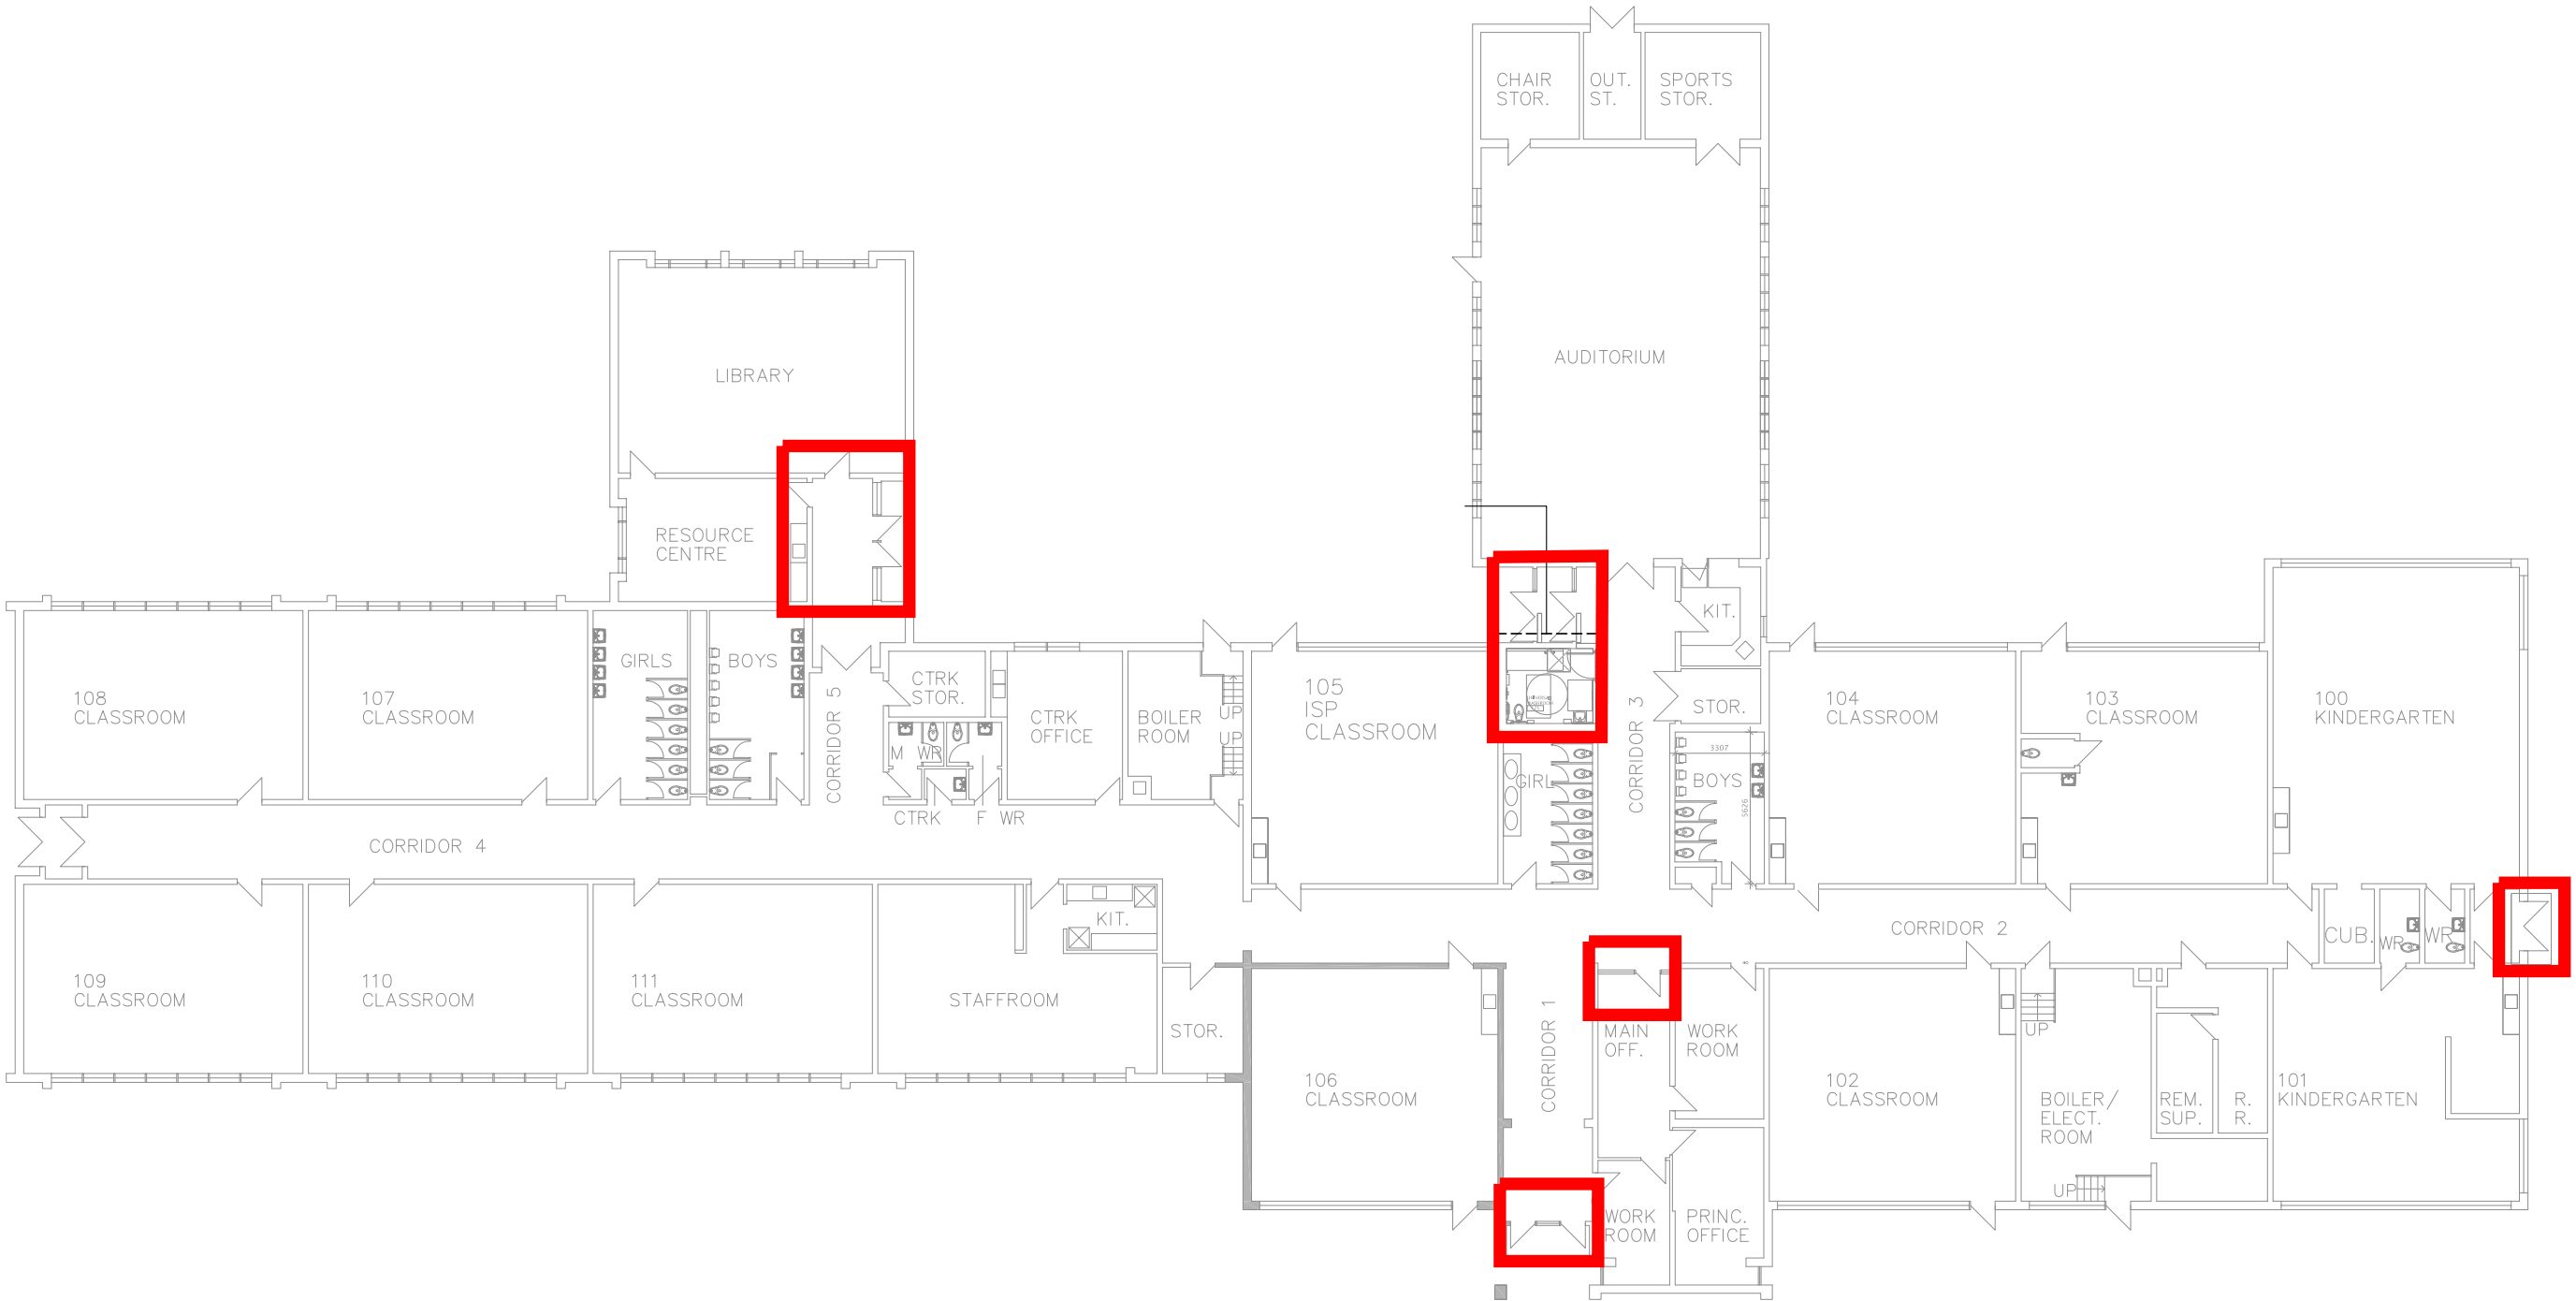 CHAIR
STOR.
OUT.
ST.
SPORTS
STOR.
AUDITORIUM
LIBRARY
RESOURCE
CENTRE
KIT.
GIRLS
BOYS
108
CLASSROOM
107
CLASSROOM
CORRIDOR 5
CTRK
STOR.
CTRK
OFFICE
BOILER
ROOM
UP
UP
M WR
CTRK
F WR
105
ISP
CLASSROOM
GIRL
CORRIDOR 3
STOR.
3307
BOYS
5626
104
CLASSROOM
103
CLASSROOM
100
KINDERGARTEN
CORRIDOR 4
CORRIDOR 2
CUB.
WR
WR
KIT.
109
CLASSROOM
110
CLASSROOM
111
CLASSROOM
STAFFROOM
STOR.
106
CLASSROOM
CORRIDOR 1
MAIN
OFF.
WORK
ROOM
102
CLASSROOM
UP
BOILER/
ELECT.
ROOM
UP
REM.
SUP.
R.
R.
101
KINDERGARTEN
WORK
ROOM
PRINC.
OFFICE